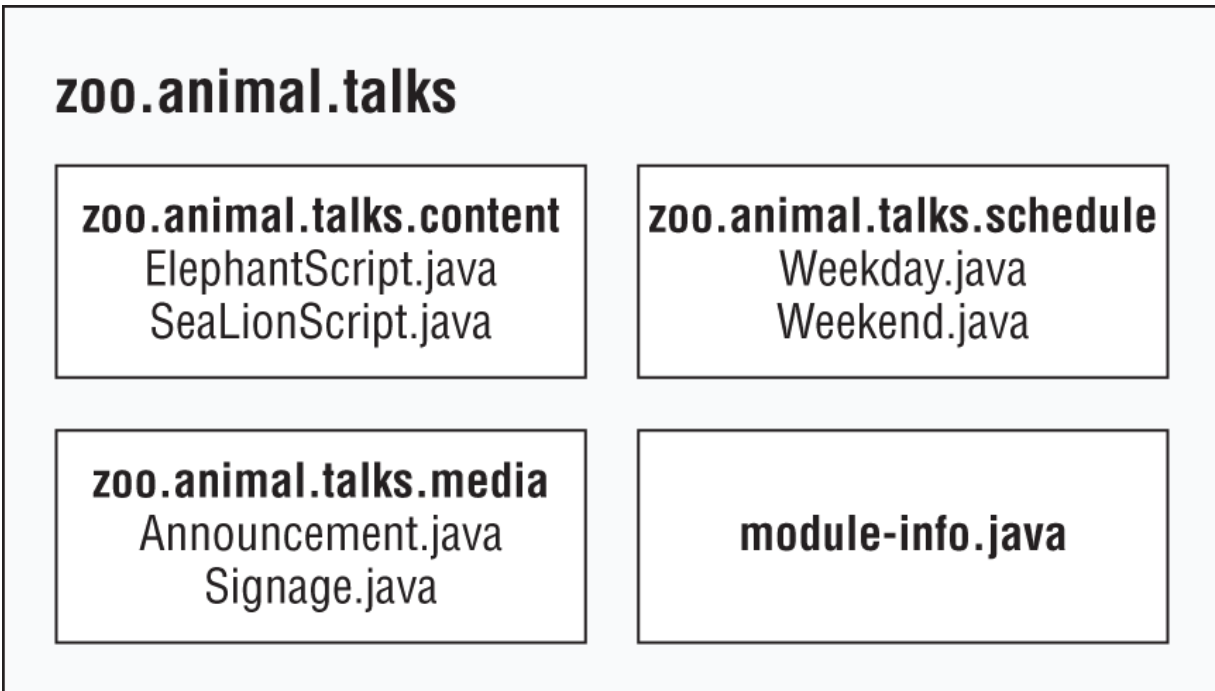 zoo.animal.talks
zoo.animal.talks.content
ElephantScript.java
SeaLionScript.java
zoo.animal.talks.schedule
Weekday.java
Weekend.java
zoo.animal.talks.media
Announcement.java
Signage.java
module-info.java